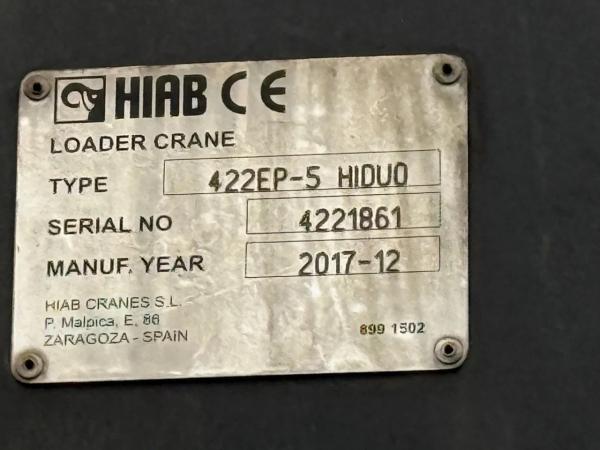 HIAB CE
LOADER CRANE
TYPE 422EP-5 HIDUO
SERIAL NO 4221861
MANUF. YEAR 2017-12
HIAB CRANES S.L.
P. Malpica, E, 86
ZARAGOZA - SPAIN 899 1502